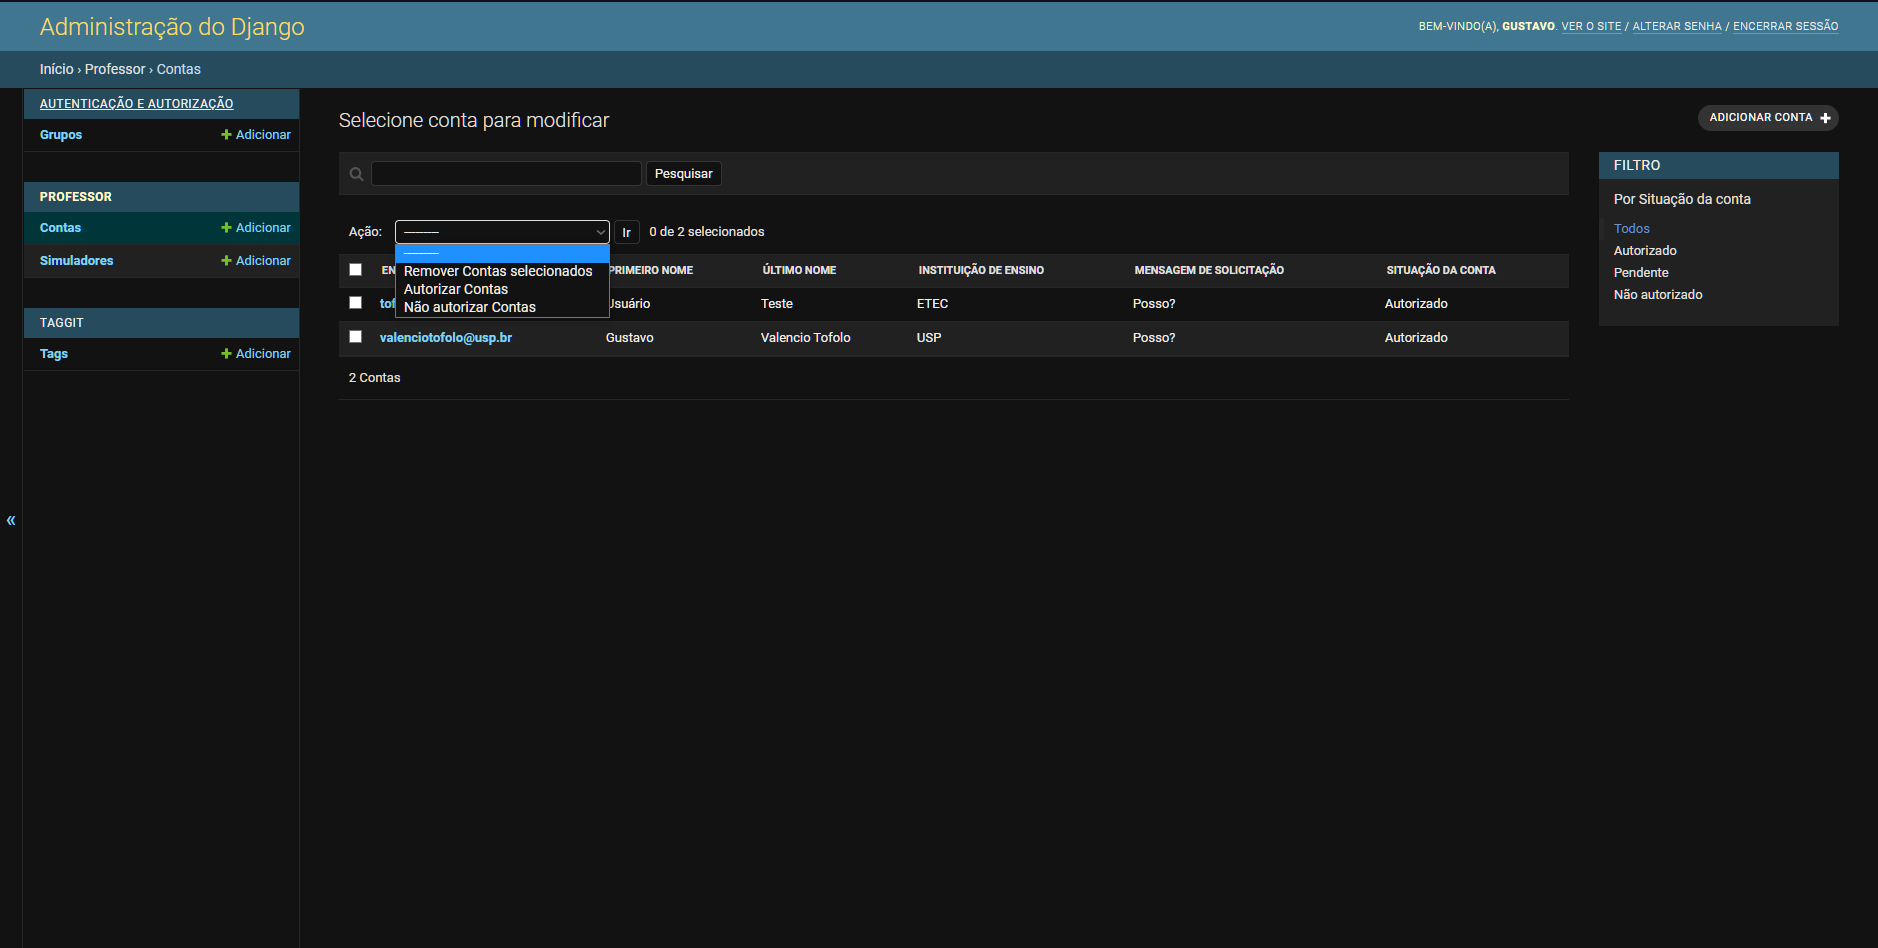 Administração do Django
BEM-VINDO(A), GUSTAVO. VER O SITE / ALTERAR SENHA / ENCERRAR SESSÃO
Início › Professor › Contas
AUTENTICAÇÃO E AUTORIZAÇÃO
Grupos
Adicionar
PROFESSOR
Contas
Adicionar
Simuladores
Adicionar
TAGGIT
Tags
Adicionar
«
Selecione conta para modificar
ADICIONAR CONTA
Pesquisar
Ação: ---------
Ir
0 de 2 selecionados
---------
Remover Contas selecionados
Autorizar Contas
Não autorizar Contas
PRIMEIRO NOME ÚLTIMO NOME INSTITUIÇÃO DE ENSINO MENSAGEM DE SOLICITAÇÃO SITUAÇÃO DA CONTA
Usuário Teste ETEC Posso? Autorizado
valenciotofolo@usp.br Gustavo Valencio Tofolo USP Posso? Autorizado
2 Contas
FILTRO
Por Situação da conta
Todos
Autorizado
Pendente
Não autorizado